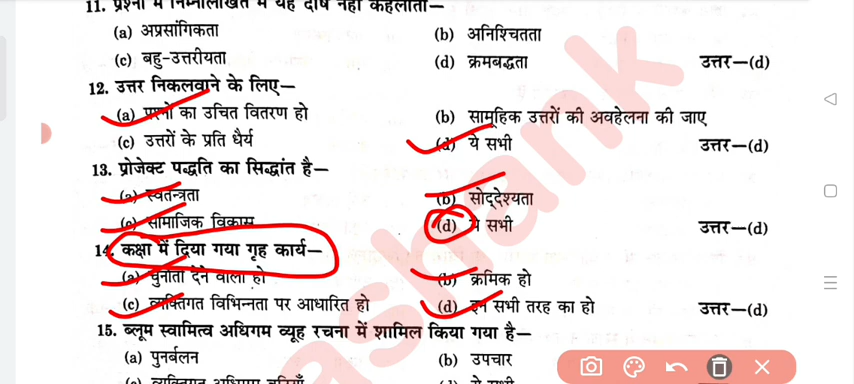 11. प्रश्नों में निम्नलिखित में यह दोष नहीं कहलाता—
(a) अप्रसांगिकता (b) अनिश्चितता
(c) बहु-उत्तरीयता (d) क्रमबद्धता उत्तर—(d)
12. उत्तर निकलवाने के लिए—
(a) प्रश्नों का उचित वितरण हो (b) सामूहिक उत्तरों की अवहेलना की जाए
(c) उत्तरों के प्रति धैर्य (d) ये सभी उत्तर—(d)
13. प्रोजेक्ट पद्धति का सिद्धांत है—
(a) स्वतन्त्रता (b) सोद्देश्यता
(c) सामाजिक विकास (d) ये सभी उत्तर—(d)
14. कक्षा में दिया गया गृह कार्य—
(a) चुनौती देने वाला हो (b) क्रमिक हो
(c) व्यक्तिगत विभिन्नता पर आधारित हो (d) इन सभी तरह का हो उत्तर—(d)
15. ब्लूम स्वामित्व अधिगम व्यूह रचना में शामिल किया गया है—
(a) पुनर्बलन (b) उपचार